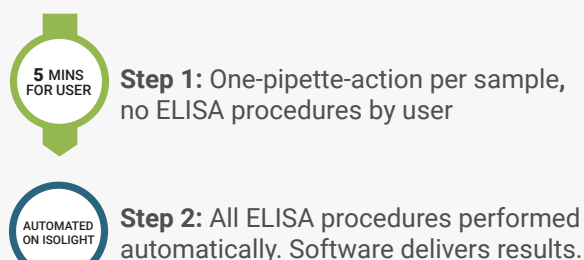 5 MINS
FOR USER
Step 1: One-pipette-action per sample,
no ELISA procedures by user
AUTOMATED
ON ISOLIGHT
Step 2: All ELISA procedures performed
automatically. Software delivers results.